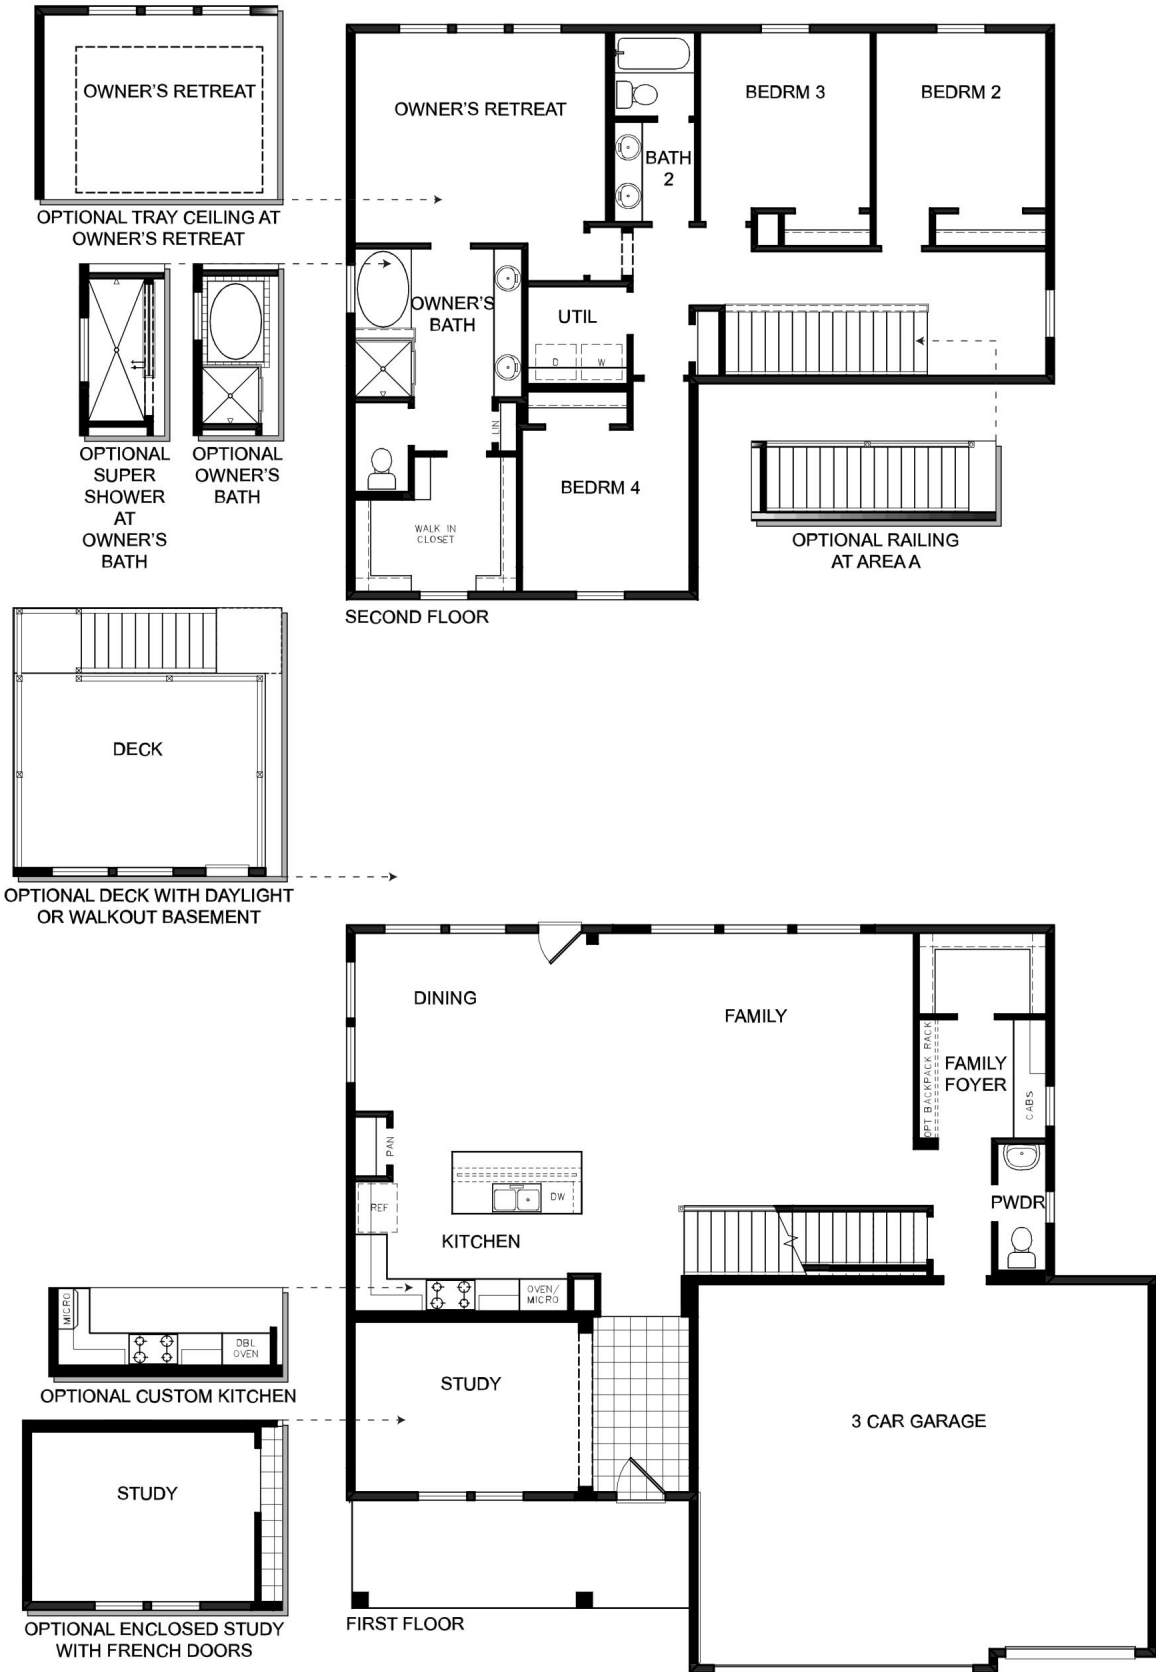 OWNER'S RETREAT
OPTIONAL TRAY CEILING AT
OWNER'S RETREAT
OPTIONAL
SUPER
SHOWER
AT
OWNER'S
BATH
OPTIONAL
OWNER'S
BATH
OWNER'S RETREAT
BATH
2
BEDRM 3
BEDRM 2
OWNER'S
BATH
UTIL
D
W
LIN
BEDRM 4
WALK IN
CLOSET
OPTIONAL RAILING
AT AREA A
SECOND FLOOR
DECK
OPTIONAL DECK WITH DAYLIGHT
OR WALKOUT BASEMENT
DINING
FAMILY
OPT BACKPACK RACK
FAMILY
FOYER
CABS
PAN
REF
DW
PWDR
KITCHEN
OVEN/
MICRO
MICRO
DBL
OVEN
OPTIONAL CUSTOM KITCHEN
STUDY
3 CAR GARAGE
STUDY
OPTIONAL ENCLOSED STUDY
WITH FRENCH DOORS
FIRST FLOOR